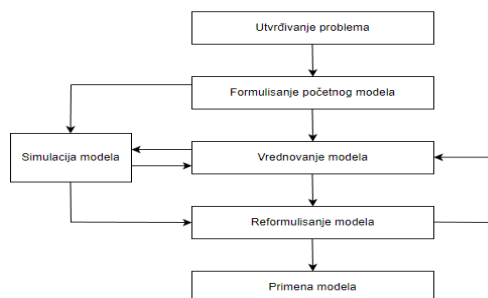 Utvrđivanje problema
Formulisanje početnog modela
Simulacija modela
Vrednovanje modela
Reformulisanje modela
Primena modela